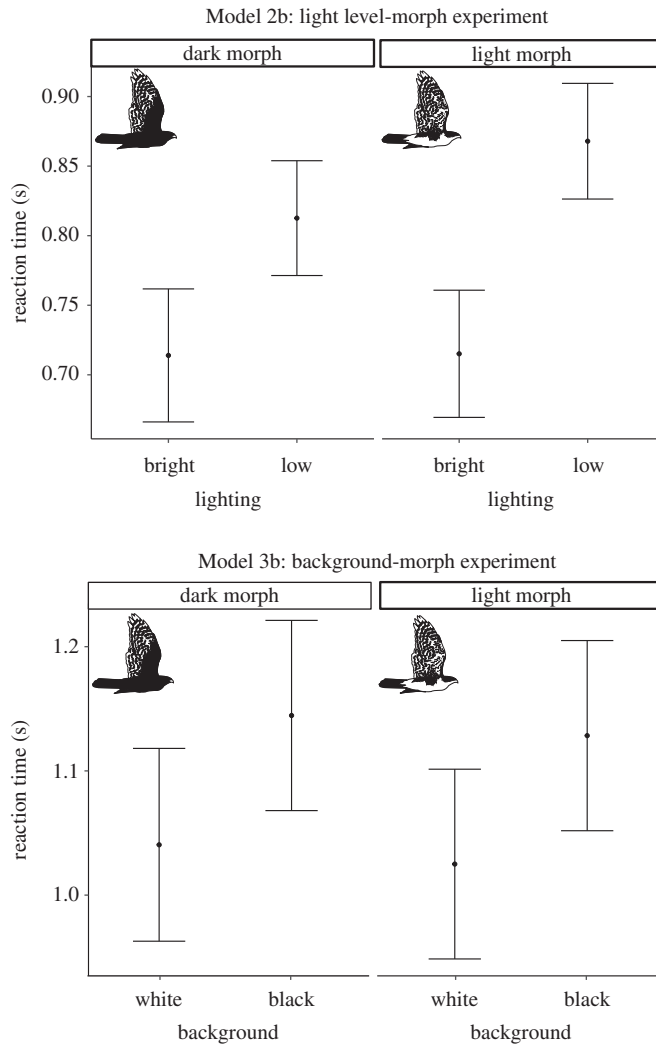 Model 2b: light level-morph experiment
dark morph
light morph
0.90
0.85
0.80
0.75
0.70
reaction time (s)
bright
low
bright
low
lighting
lighting
Model 3b: background-morph experiment
dark morph
light morph
1.2
1.1
1.0
reaction time (s)
white
black
white
black
background
background